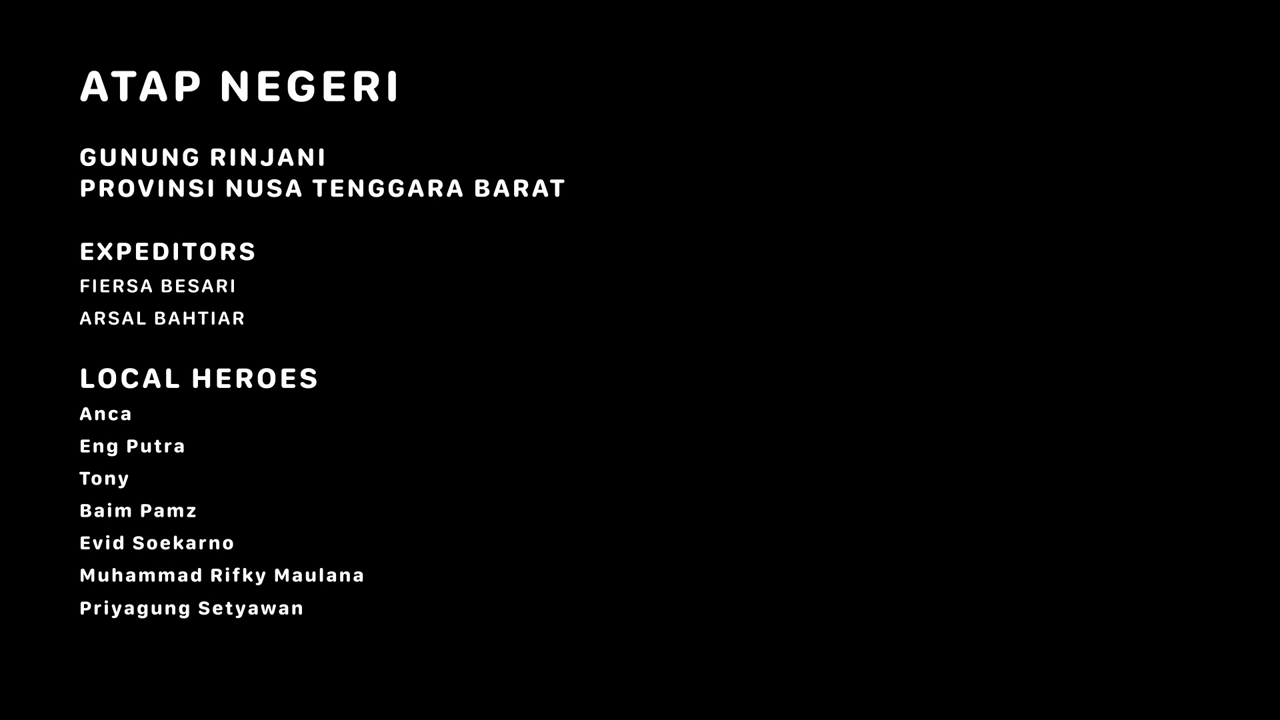 ATAP NEGERI
GUNUNG RINJANI
PROVINSI NUSA TENGGARA BARAT
EXPEDITORS
FIERSA BESARI
ARSAL BAHTIAR
LOCAL HEROES
Anca
Eng Putra
Tony
Baim Pamz
Evid Soekarno
Muhammad Rifky Maulana
Priyagung Setyawan